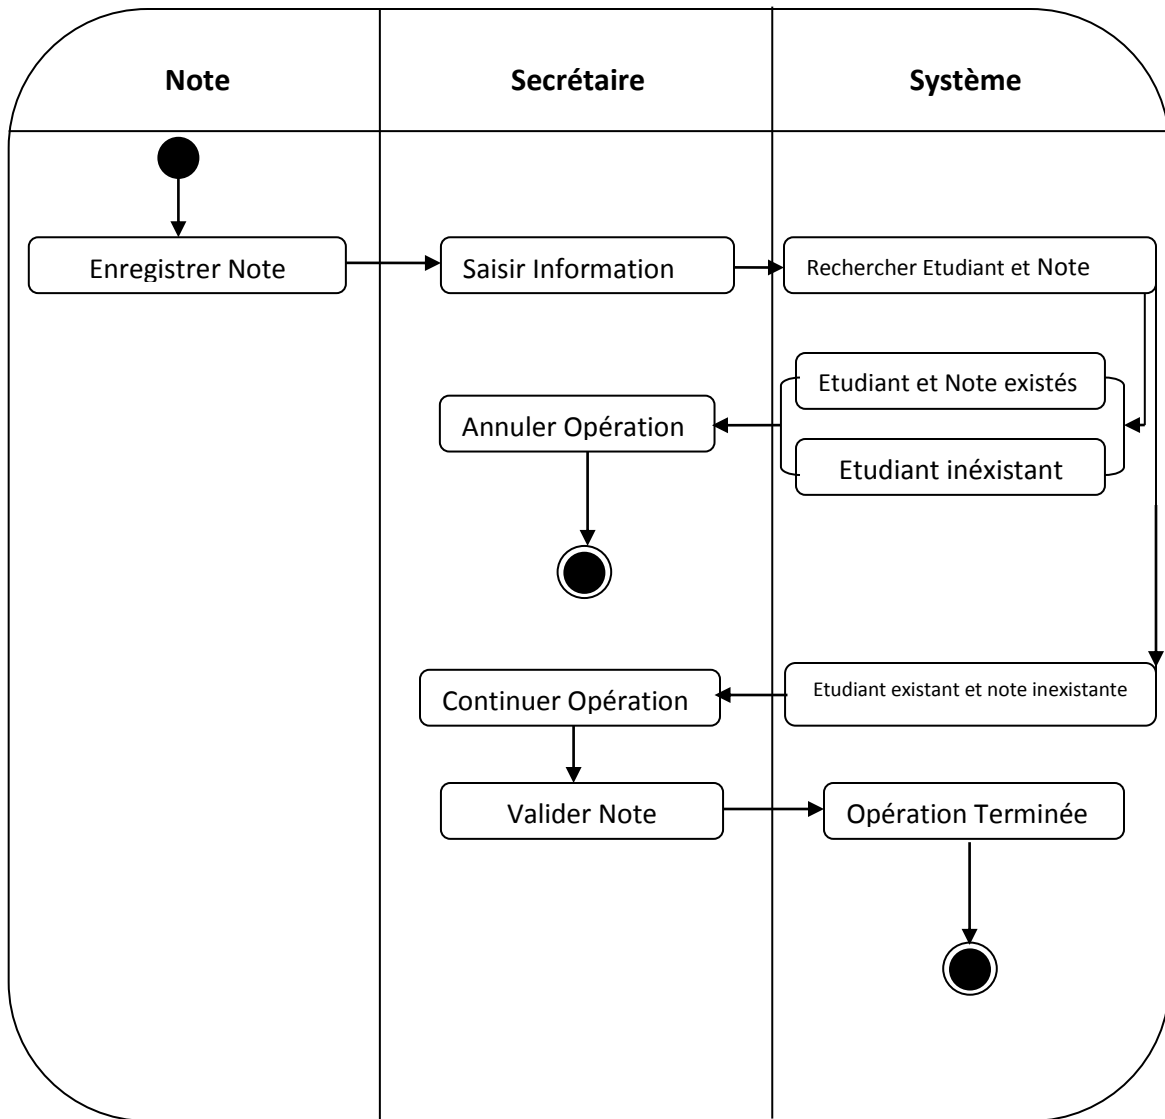 Note
Secrétaire
Système
Enregistrer Note
Saisir Information
Rechercher Etudiant et Note
Etudiant et Note existés
Annuler Opération
Etudiant inéxistant
Continuer Opération
Etudiant existant et note inexistante
Valider Note
Opération Terminée